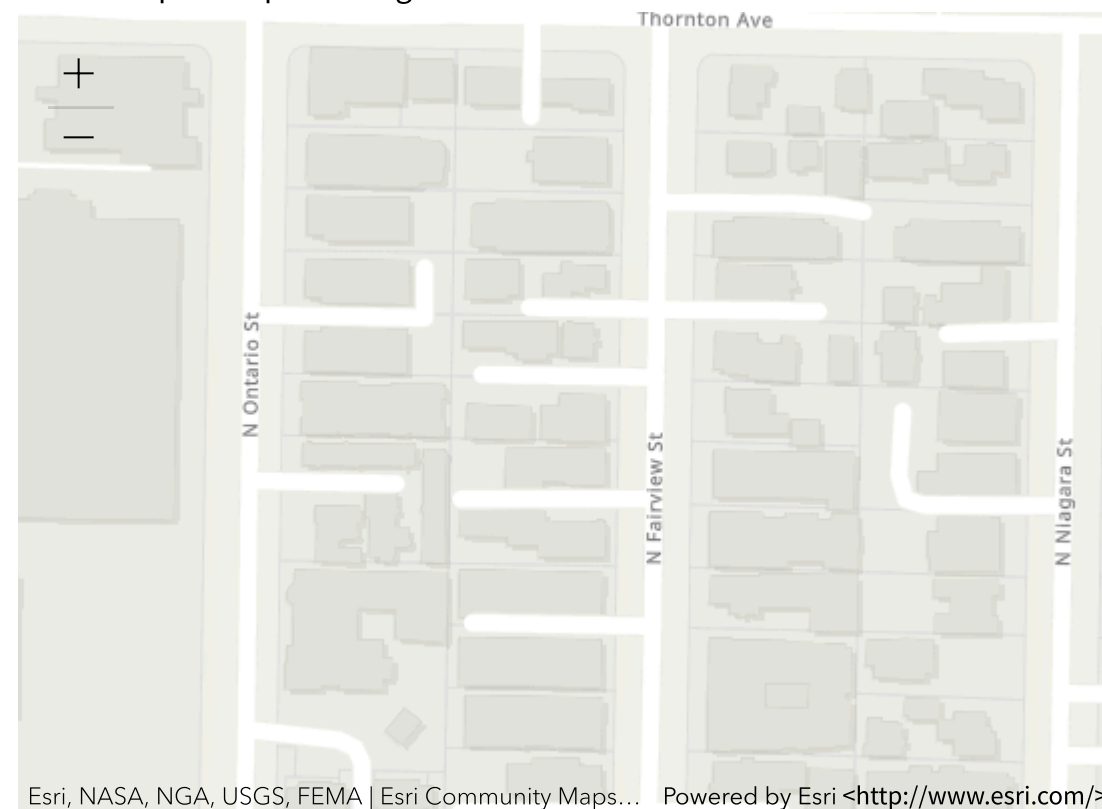 Thornton Ave
N Ontario St
N Fairview St
N Niagara St
Esri, NASA, NGA, USGS, FEMA | Esri Community Maps... Powered by Esri <http://www.esri.com/>